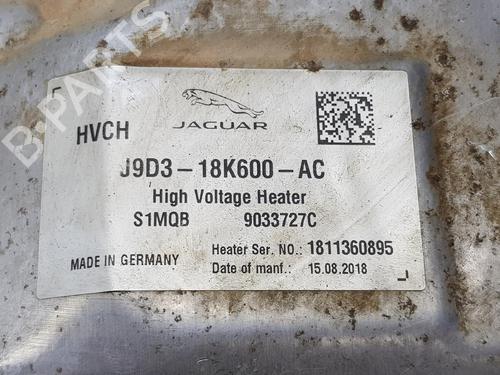 B-PARTS
HVCH
JAGUAR
J9D3-18K600-AC
High Voltage Heater
S1MQB 9033727C
Heater Ser. NO.: 1811360895
MADE IN GERMANY
Date of manf.: 15.08.2018